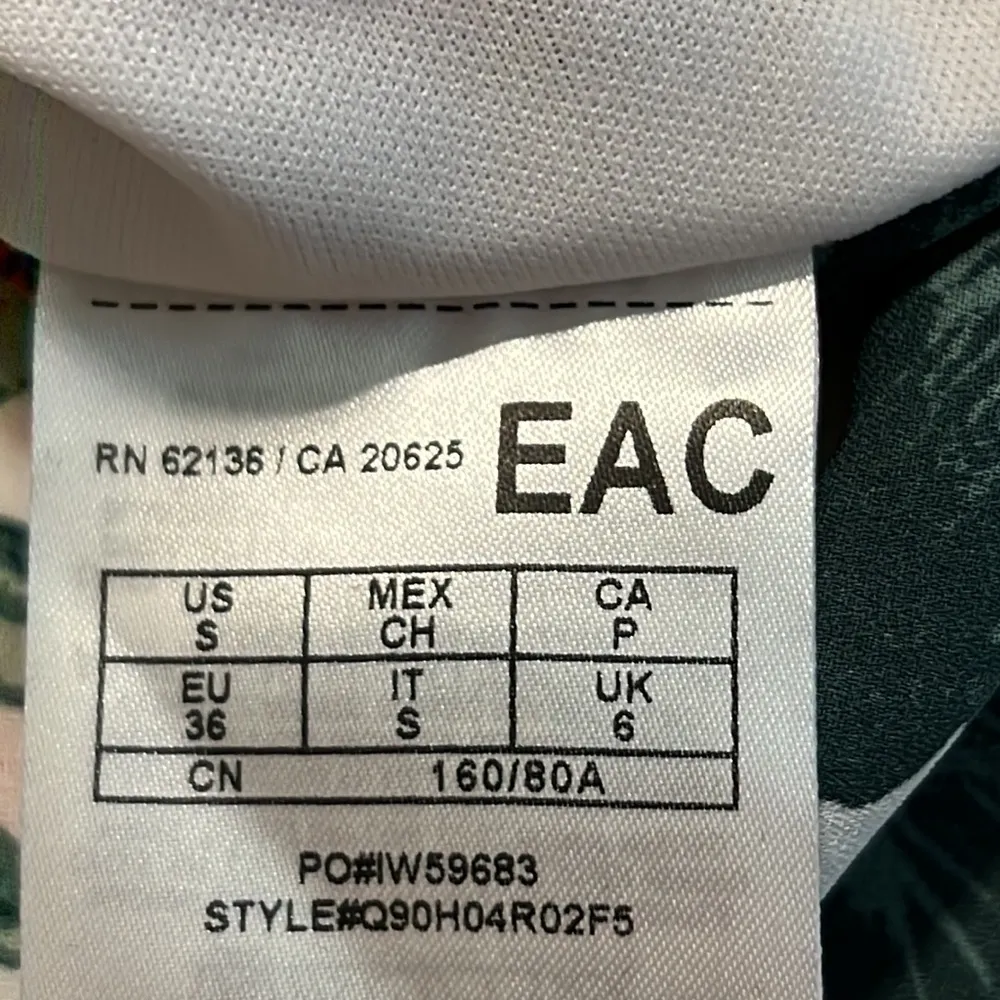 RN 62136 / CA 20625
EAC
US MEX CA
S CH P
EU IT UK
36 S 6
CN 160/80A
PO#IW59683
STYLE#Q90H04R02F5